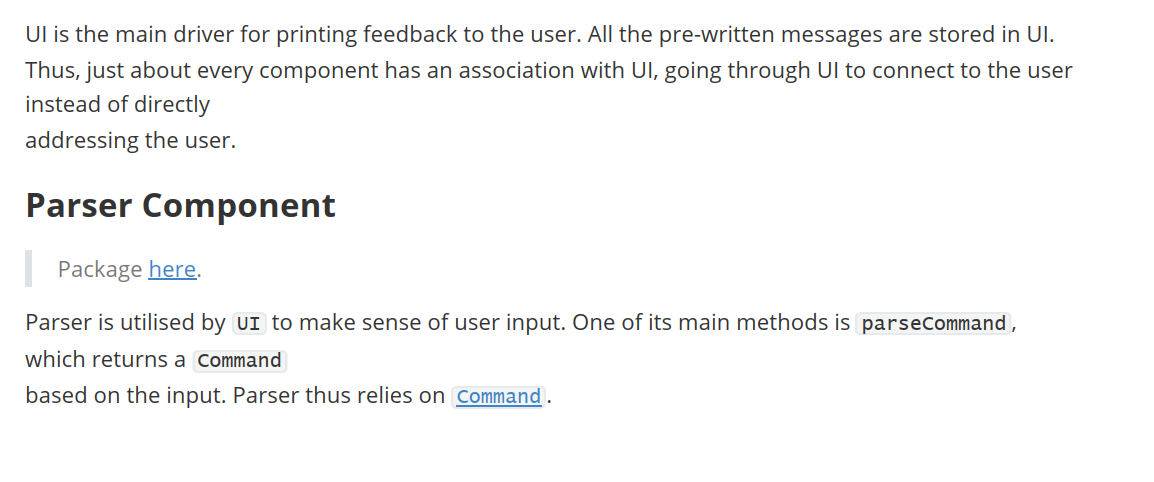 UI is the main driver for printing feedback to the user. All the pre-written messages are stored in UI.
Thus, just about every component has an association with UI, going through UI to connect to the user
instead of directly
addressing the user.
Parser Component
Package here.
Parser is utilised by UI to make sense of user input. One of its main methods is parseCommand,
which returns a Command
based on the input. Parser thus relies on Command.